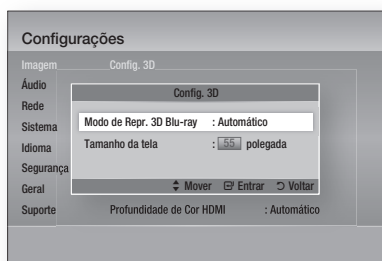 Configurações
Imagem Config. 3D
Áudio
Config. 3D
Rede
Modo de Repr. 3D Blu-ray : Automático
Sistema
Tamanho da tela : 55 polegada
Idioma
Segurança
Geral
Mover Entrar Voltar
Suporte Profundidade de Cor HDMI : Automático